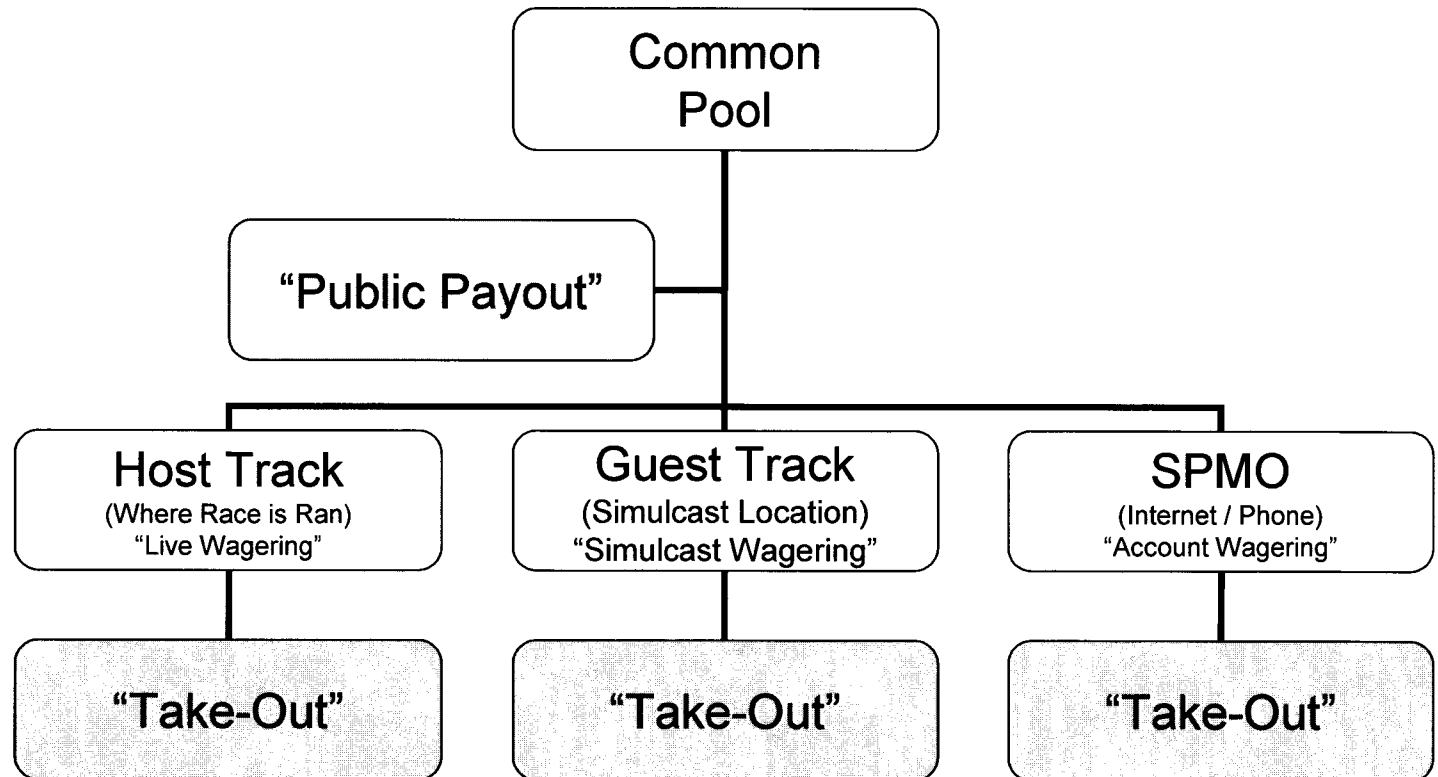 Common
Pool
“Public Payout”
Host Track
(Where Race is Ran)
“Live Wagering”
Guest Track
(Simulcast Location)
“Simulcast Wagering”
SPMO
(Internet / Phone)
“Account Wagering”
“Take-Out”
“Take-Out”
“Take-Out”